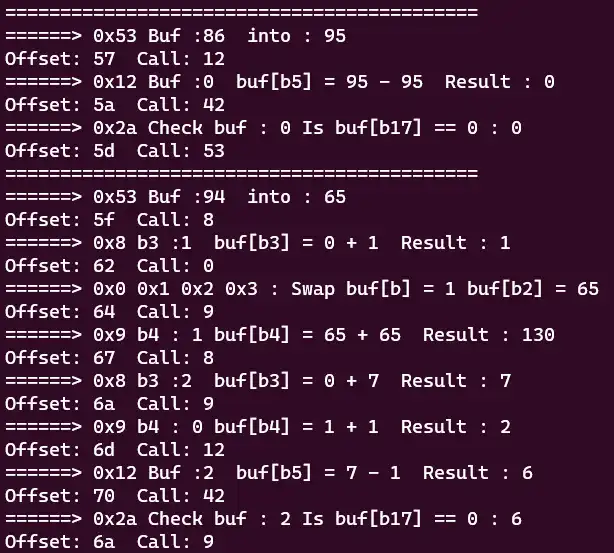 ==========================================
======> 0x53 Buf :86  into : 95
Offset: 57  Call: 12
======> 0x12 Buf :0  buf[b5] = 95 - 95  Result : 0
Offset: 5a  Call: 42
======> 0x2a Check buf : 0 Is buf[b17] == 0 : 0
Offset: 5d  Call: 53
==========================================
======> 0x53 Buf :94  into : 65
Offset: 5f  Call: 8
======> 0x8 b3 :1  buf[b3] = 0 + 1  Result : 1
Offset: 62  Call: 0
======> 0x0 0x1 0x2 0x3 : Swap buf[b] = 1 buf[b2] = 65
Offset: 64  Call: 9
======> 0x9 b4 : 1 buf[b4] = 65 + 65  Result : 130
Offset: 67  Call: 8
======> 0x8 b3 :2  buf[b3] = 0 + 7  Result : 7
Offset: 6a  Call: 9
======> 0x9 b4 : 0 buf[b4] = 1 + 1  Result : 2
Offset: 6d  Call: 12
======> 0x12 Buf :2  buf[b5] = 7 - 1  Result : 6
Offset: 70  Call: 42
======> 0x2a Check buf : 2 Is buf[b17] == 0 : 6
Offset: 6a  Call: 9